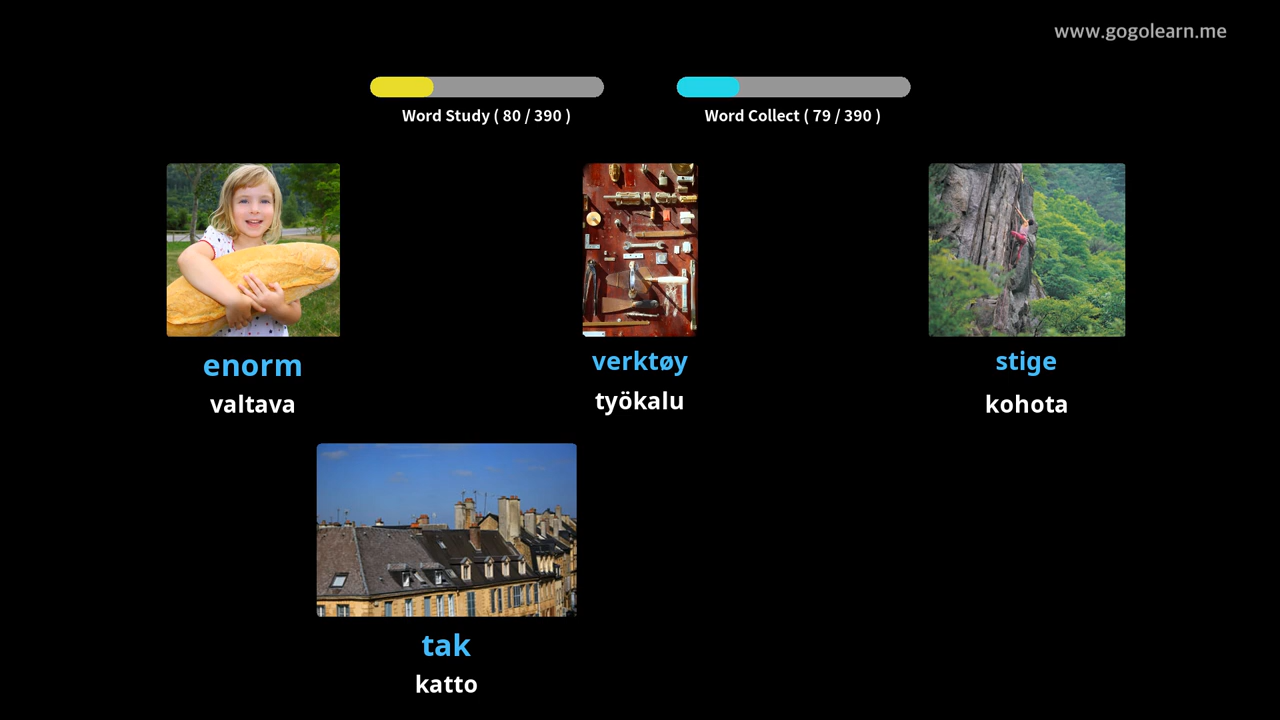 www.gogolearn.me
Word Study ( 80 / 390 )
Word Collect ( 79 / 390 )
enorm
valtava
verktøy
työkalu
stige
kohota
tak
katto